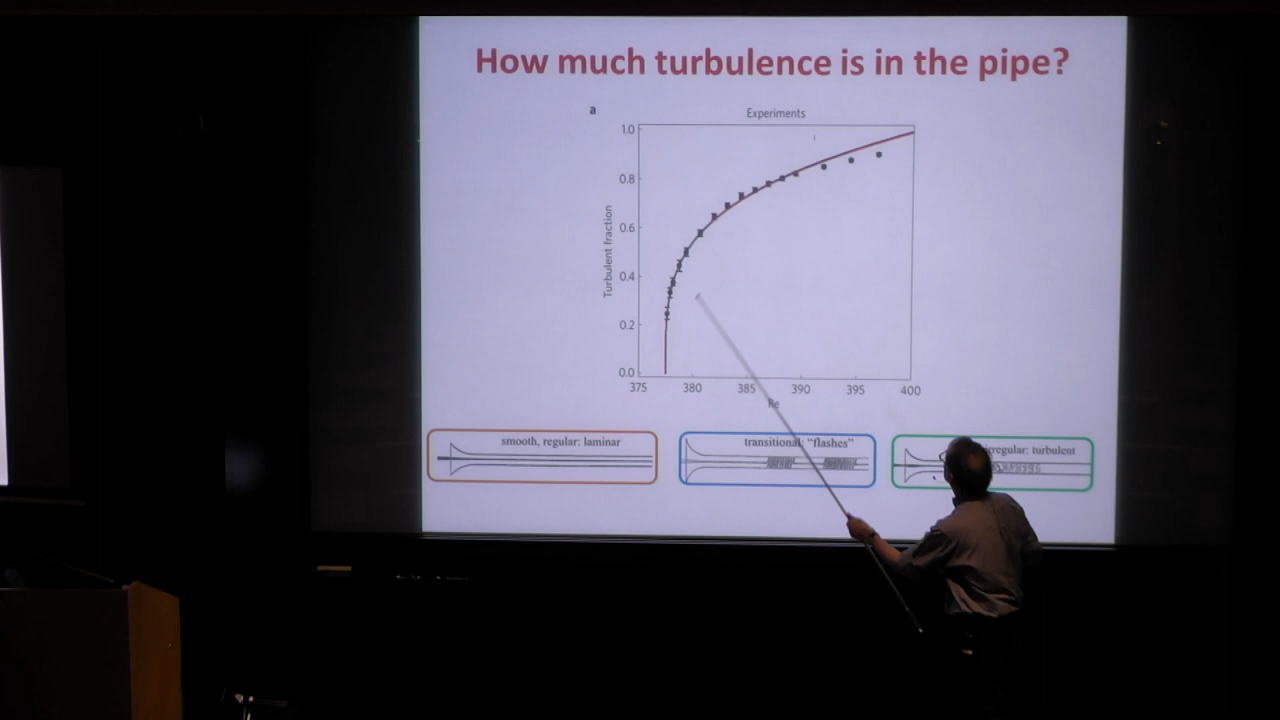 How much turbulence is in the pipe?
a
Experiments
1.0
0.8
0.6
0.4
0.2
0.0
Turbulent fraction
375 380 385 390 395 400
Re
smooth, regular: laminar
transitional: "flashes"
irregular: turbulent